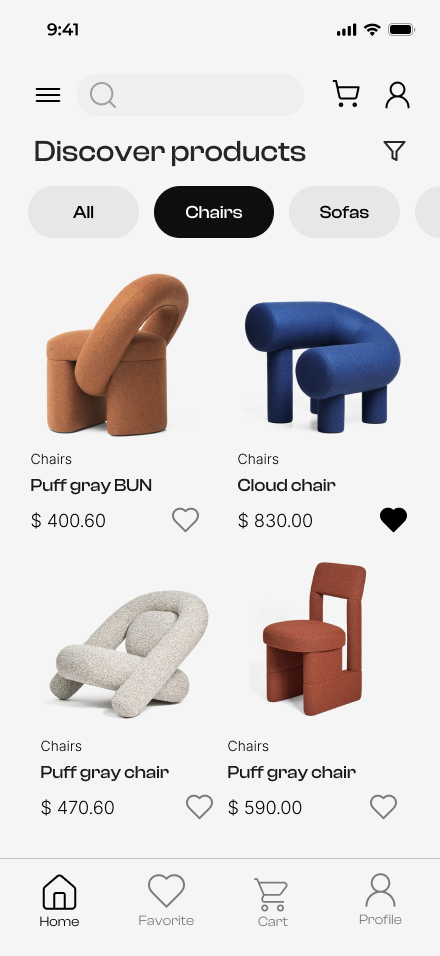 9:41
Discover products
All Chairs Sofas
Chairs Chairs
Puff gray BUN Cloud chair
$ 400.60 $ 830.00
Chairs Chairs
Puff gray chair Puff gray chair
$ 470.60 $ 590.00
Home Favorite Cart Profile